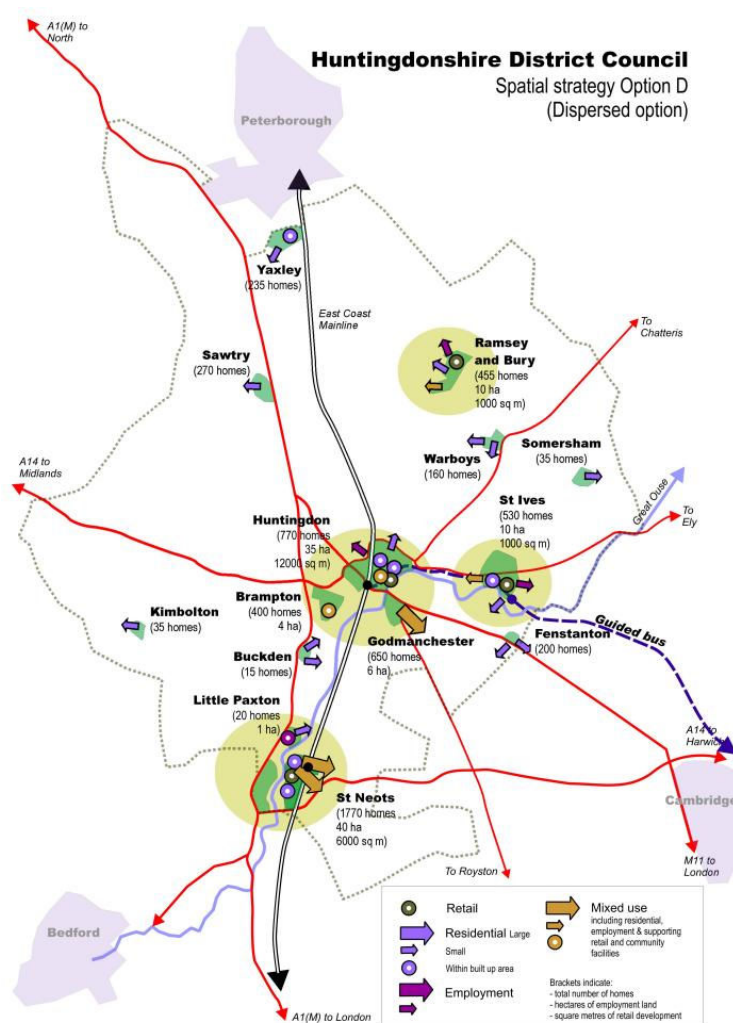 A1(M) to
North
Huntingdonshire District Council
Spatial strategy Option D
(Dispersed option)
Peterborough
Yaxley
(235 homes)
East Coast
Mainline
Ramsey
and Bury
(455 homes
10 ha
1000 sq m)
To
Chatteris
Sawtry
(270 homes)
A14 to
Midlands
Warboys
(160 homes)
Somersham
(35 homes)
Great Ouse
To
Ely
St Ives
(530 homes
10 ha
1000 sq m)
Huntingdon
(770 homes
35 ha
12000 sq m)
Brampton
(400 homes
4 ha)
Kimbolton
(35 homes)
Buckden
(15 homes)
Godmanchester
(650 homes
6 ha)
Fenstanton
(200 homes)
Guided bus
Little Paxton
(20 homes
1 ha)
A14 to
Harwich
Cambridge
St Neots
(1770 homes
40 ha
6000 sq m)
M11 to
London
To Royston
Bedford
A1(M) to London
Retail
Residential Large
Small
Within built up area
Employment
Mixed use
including residential,
employment & supporting
retail and community
facilities
Brackets indicate:
- total number of homes
- hectares of employment land
- square metres of retail development